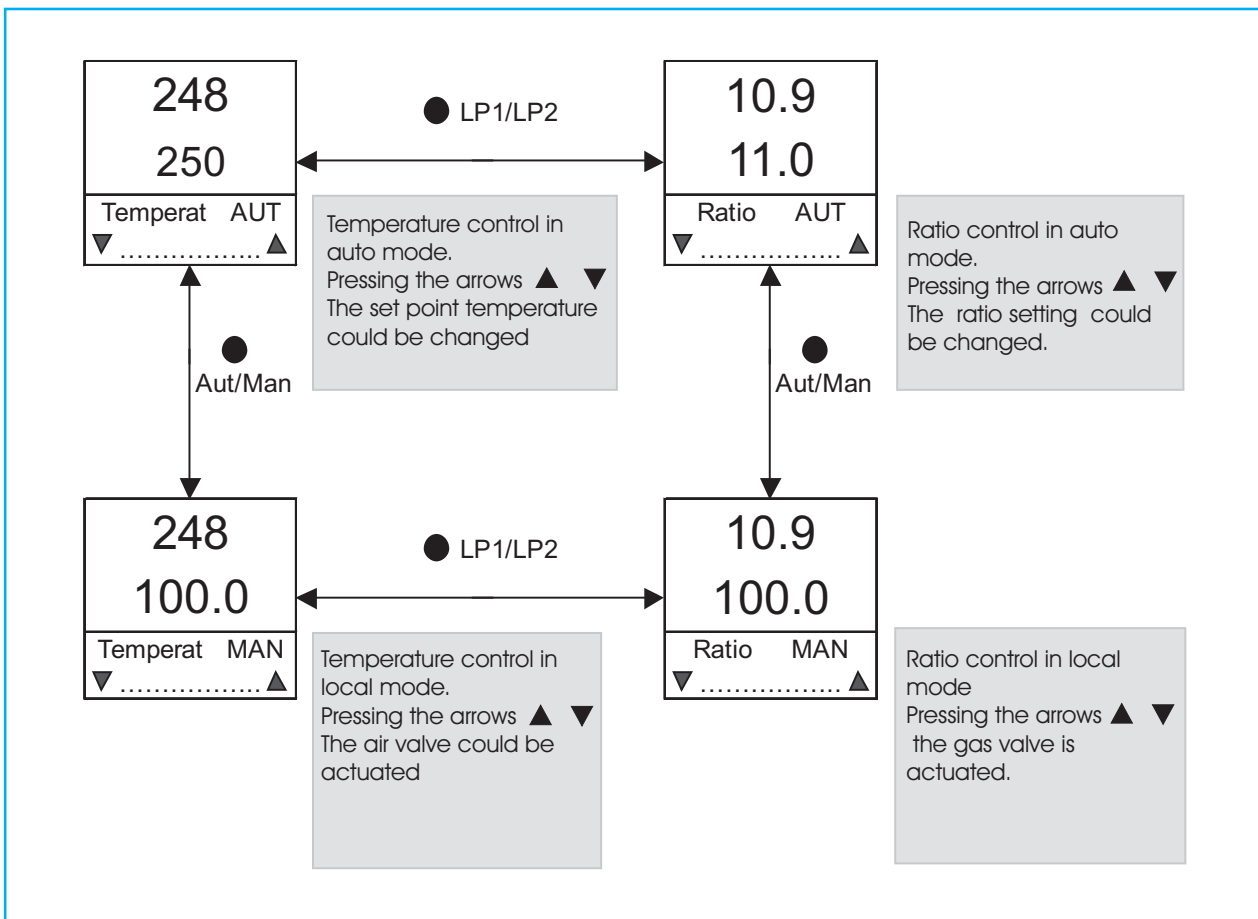 248
250
Temperat AUT
▼ ................. ▲
● LP1/LP2
10.9
11.0
Ratio AUT
▼ ................. ▲
Temperature control in
auto mode.
Pressing the arrows ▲ ▼
The set point temperature
could be changed
Ratio control in auto
mode.
Pressing the arrows ▲ ▼
The ratio setting could
be changed.
●
Aut/Man
●
Aut/Man
248
100.0
Temperat MAN
▼ ................. ▲
● LP1/LP2
10.9
100.0
Ratio MAN
▼ ................. ▲
Temperature control in
local mode.
Pressing the arrows ▲ ▼
The air valve could be
actuated
Ratio control in local
mode
Pressing the arrows ▲ ▼
the gas valve is
actuated.